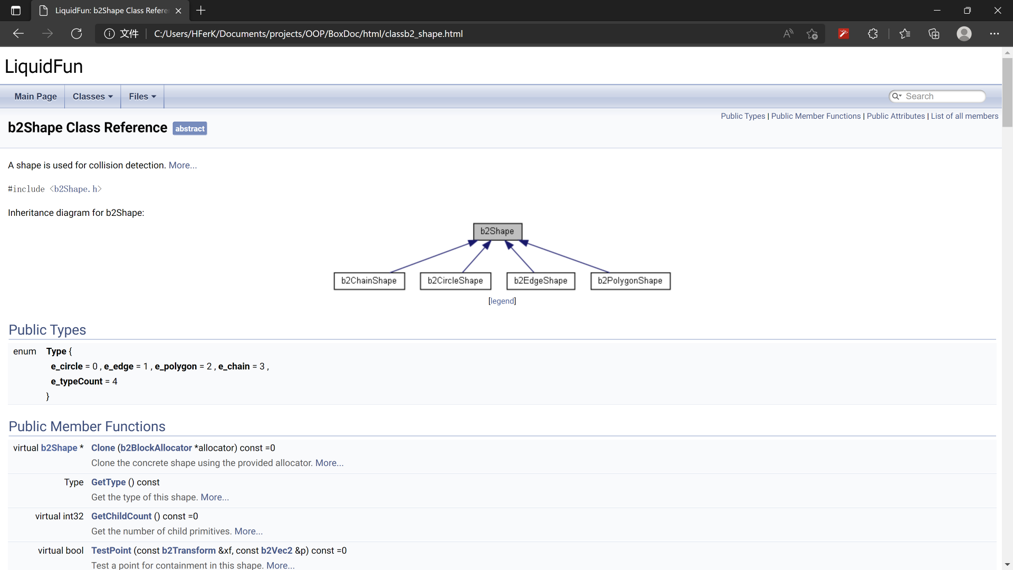 LiquidFun: b2Shape Class Refere
文件 C:/Users/HFerK/Documents/projects/OOP/BoxDoc/html/classb2_shape.html
LiquidFun
Main Page Classes Files Search
Public Types | Public Member Functions | Public Attributes | List of all members
b2Shape Class Reference abstract
A shape is used for collision detection. More...
#include <b2Shape.h>
Inheritance diagram for b2Shape:
b2Shape
b2ChainShape b2CircleShape b2EdgeShape b2PolygonShape
[legend]
Public Types
enum Type {
e_circle = 0 , e_edge = 1 , e_polygon = 2 , e_chain = 3 ,
e_typeCount = 4
}
Public Member Functions
virtual b2Shape * Clone (b2BlockAllocator *allocator) const =0
Clone the concrete shape using the provided allocator. More...
Type GetType () const
Get the type of this shape. More...
virtual int32 GetChildCount () const =0
Get the number of child primitives. More...
virtual bool TestPoint (const b2Transform &xf, const b2Vec2 &p) const =0
Test a point for containment in this shape. More...